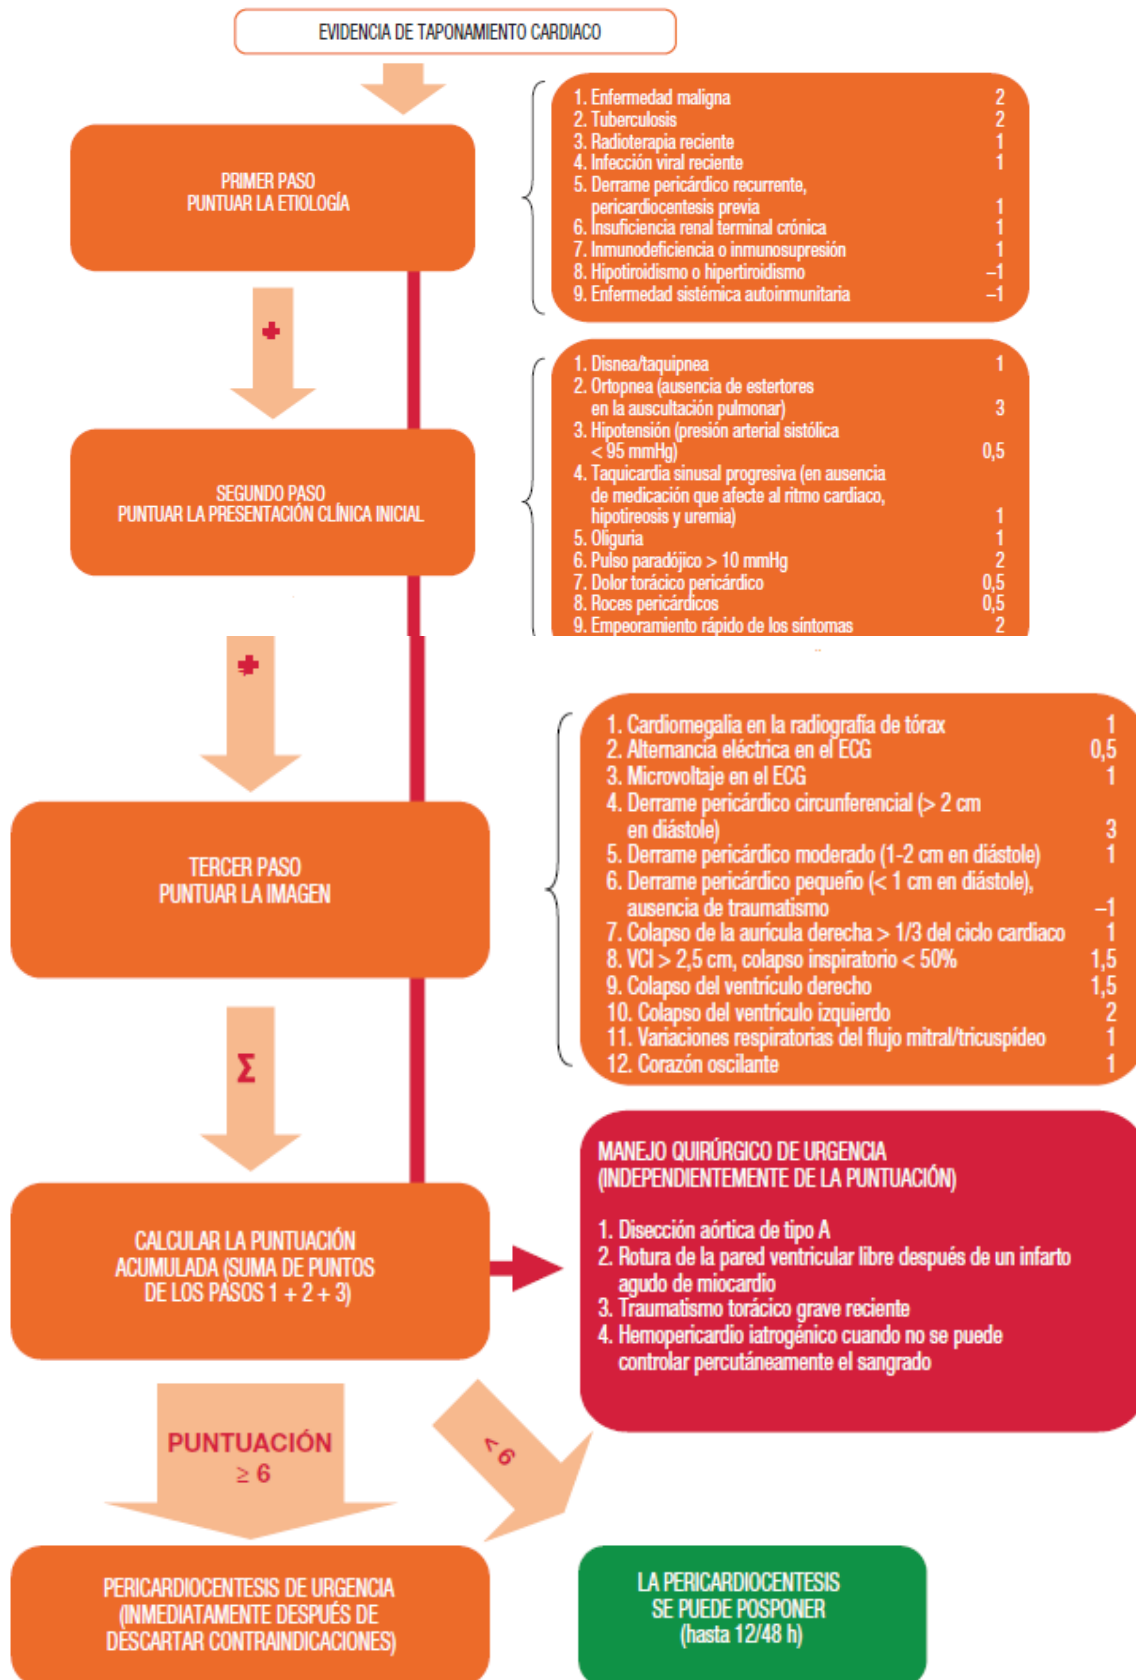 EVIDENCIA DE TAPONAMIENTO CARDIACO
PRIMER PASO
PUNTUAR LA ETIOLOGÍA
1. Enfermedad maligna 2
2. Tuberculosis 2
3. Radioterapia reciente 1
4. Infección viral reciente 1
5. Derrame pericárdico recurrente,
pericardiocentesis previa 1
6. Insuficiencia renal terminal crónica 1
7. Inmunodeficiencia o inmunosupresión 1
8. Hipotiroidismo o hipertiroidismo –1
9. Enfermedad sistémica autoinmunitaria –1
+
SEGUNDO PASO
PUNTUAR LA PRESENTACIÓN CLÍNICA INICIAL
1. Disnea/taquipnea 1
2. Ortopnea (ausencia de estertores
en la auscultación pulmonar) 3
3. Hipotensión (presión arterial sistólica
< 95 mmHg) 0,5
4. Taquicardia sinusal progresiva (en ausencia
de medicación que afecte al ritmo cardiaco,
hipotireosis y uremia) 1
5. Oliguria 1
6. Pulso paradójico > 10 mmHg 2
7. Dolor torácico pericárdico 0,5
8. Roces pericárdicos 0,5
9. Empeoramiento rápido de los síntomas 2
+
TERCER PASO
PUNTUAR LA IMAGEN
1. Cardiomegalia en la radiografía de tórax 1
2. Alternancia eléctrica en el ECG 0,5
3. Microvoltaje en el ECG 1
4. Derrame pericárdico circunferencial (> 2 cm
en diástole) 3
5. Derrame pericárdico moderado (1-2 cm en diástole) 1
6. Derrame pericárdico pequeño (< 1 cm en diástole),
ausencia de traumatismo –1
7. Colapso de la aurícula derecha > 1/3 del ciclo cardiaco 1
8. VCI > 2,5 cm, colapso inspiratorio < 50% 1,5
9. Colapso del ventrículo derecho 1,5
10. Colapso del ventrículo izquierdo 2
11. Variaciones respiratorias del flujo mitral/tricuspídeo 1
12. Corazón oscilante 1
Σ
CALCULAR LA PUNTUACIÓN
ACUMULADA (SUMA DE PUNTOS
DE LOS PASOS 1 + 2 + 3)
MANEJO QUIRÚRGICO DE URGENCIA
(INDEPENDIENTEMENTE DE LA PUNTUACIÓN)
1. Disección aórtica de tipo A
2. Rotura de la pared ventricular libre después de un infarto
agudo de miocardio
3. Traumatismo torácico grave reciente
4. Hemopericardio iatrogénico cuando no se puede
controlar percutáneamente el sangrado
PUNTUACIÓN
≥ 6
< 6
PERICARDIOCENTESIS DE URGENCIA
(INMEDIATAMENTE DESPUÉS DE
DESCARTAR CONTRAINDICACIONES)
LA PERICARDIOCENTESIS
SE PUEDE POSPONER
(hasta 12/48 h)